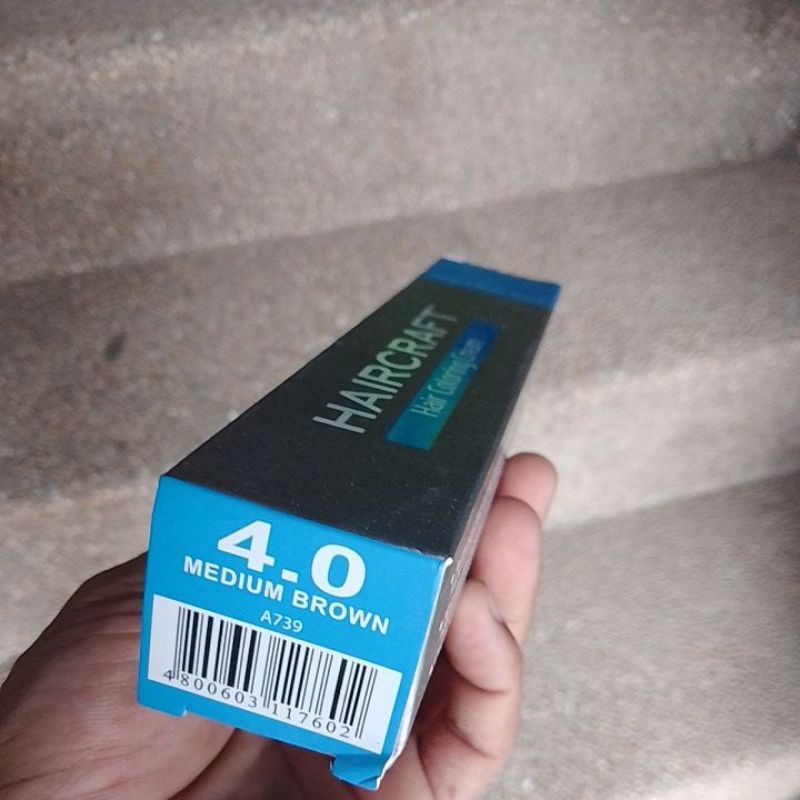 HAIRCRAFT
Hair Coloring Cream
4.0
MEDIUM BROWN
A739
4 800603 117602